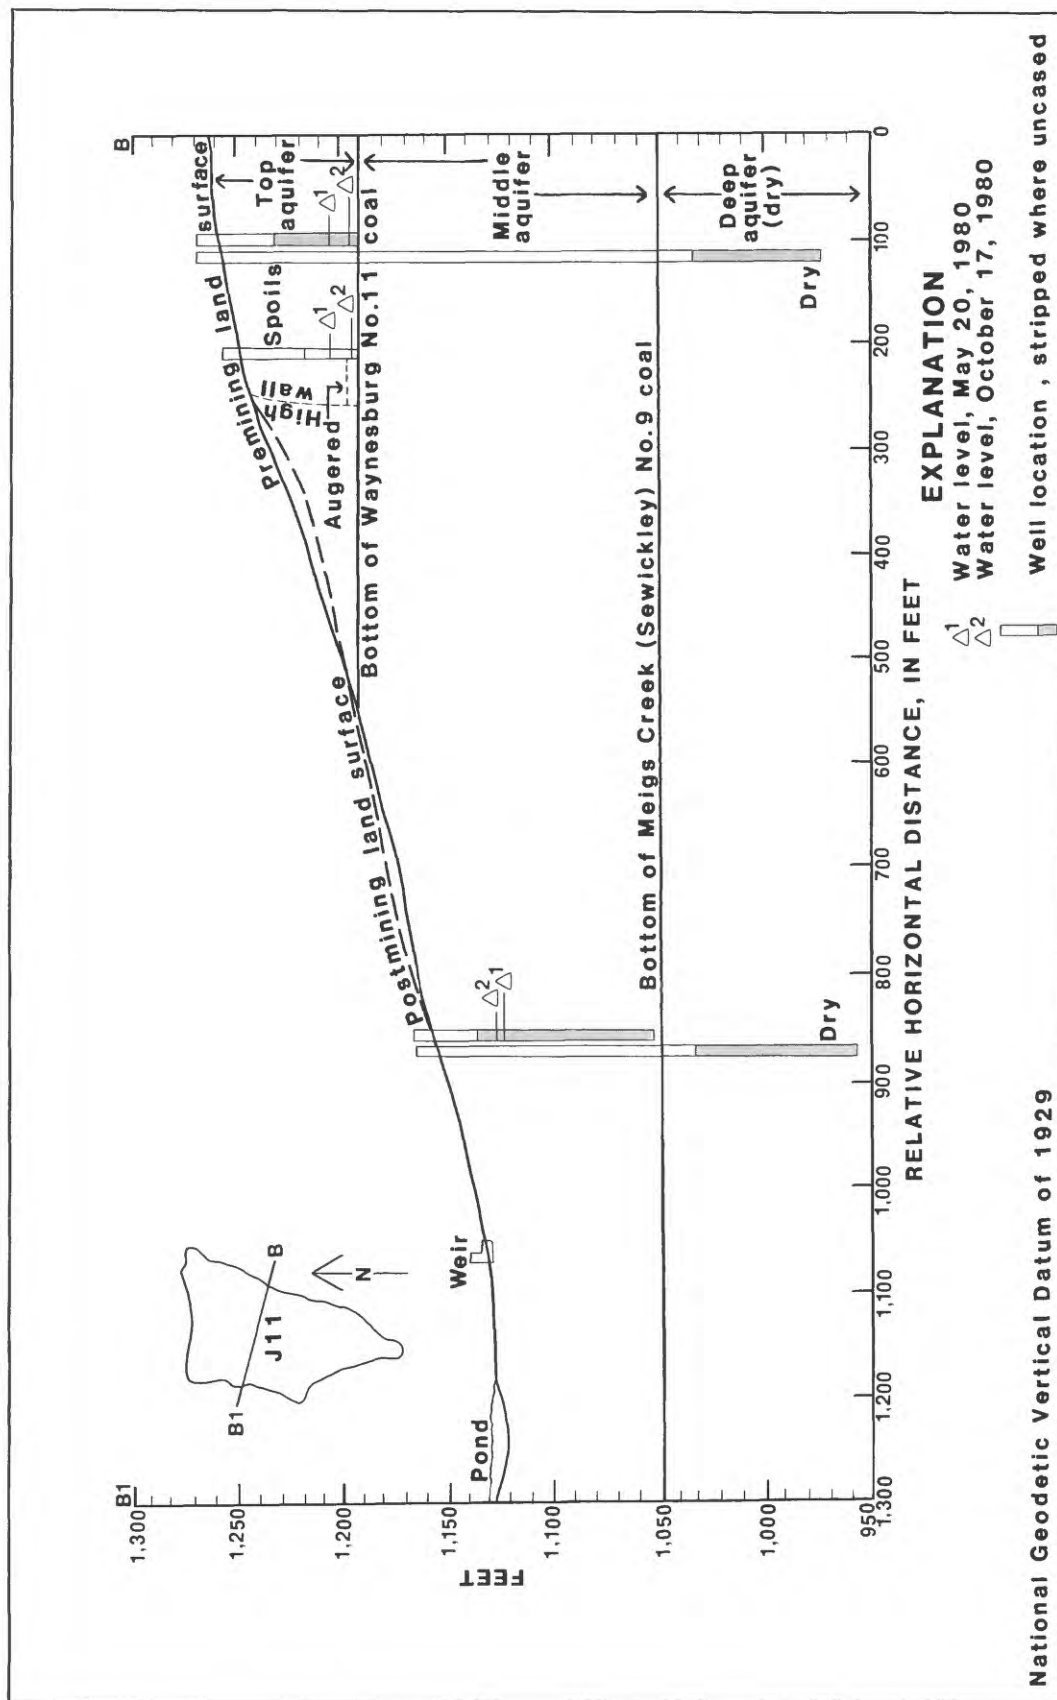 B1
B
1,300
1,250
1,200
1,150
1,100
1,050
1,000
950
FEET
B1
B
J11
N
Premining land surface
Postmining land surface
High
Wall
Spoils
Top
aquifer
△1
△2
△1
△2
Augered
Bottom of Waynesburg No.11 coal
Pond
Weir
△2
△1
Middle
aquifer
Bottom of Meigs Creek (Sewickley) No.9 coal
Deep
aquifer
(dry)
Dry
Dry
1,300
1,200
1,100
1,000
900
800
700
600
500
400
300
200
100
0
RELATIVE HORIZONTAL DISTANCE, IN FEET
EXPLANATION
△1 Water level, May 20, 1980
△2 Water level, October 17, 1980
Well location , stripped where uncased
National Geodetic Vertical Datum of 1929